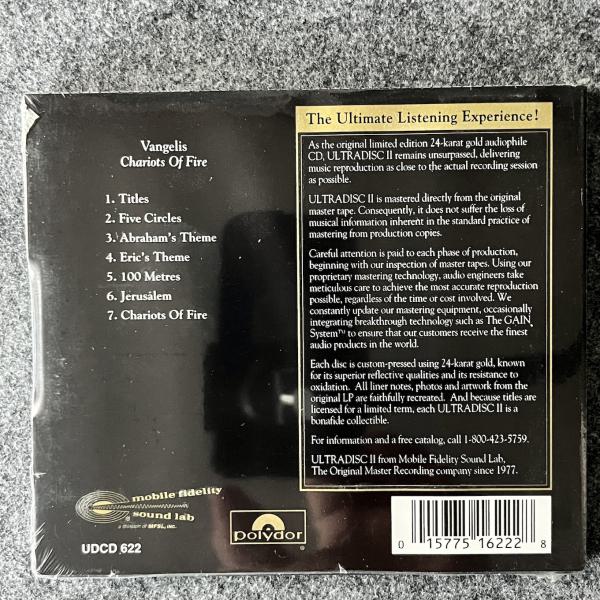 Vangelis
Chariots Of Fire
1. Titles
2. Five Circles
3. Abraham's Theme
4. Eric's Theme
5. 100 Metres
6. Jerusalem
7. Chariots Of Fire
The Ultimate Listening Experience!
As the original limited edition 24-karat gold audiophile
CD, ULTRADISC II remains unsurpassed, delivering
music reproduction as close to the actual recording session
as possible.
ULTRADISC II is mastered directly from the original
master tape. Consequently, it does not suffer the loss of
musical information inherent in the standard practice of
mastering from production copies.
Careful attention is paid to each phase of production,
beginning with our inspection of master tapes. Using our
proprietary mastering technology, audio engineers take
meticulous care to achieve the most accurate reproduction
possible, regardless of the time or cost involved. We
constantly update our mastering equipment, occasionally
integrating breakthrough technology such as The GAIN
System™ to ensure that our customers receive the finest
audio products in the world.
Each disc is custom-pressed using 24-karat gold, known
for its superior reflective qualities and its resistance to
oxidation. All liner notes, photos and artwork from the
original LP are faithfully recreated. And because titles are
licensed for a limited term, each ULTRADISC II is a
bonafide collectible.
For information and a free catalog, call 1-800-423-5759.
ULTRADISC II from Mobile Fidelity Sound Lab,
The Original Master Recording company since 1977.
mobile fidelity
sound lab
a division of MFSL, INC.
UDCD 622
polydor
®
0 15775 16222 8